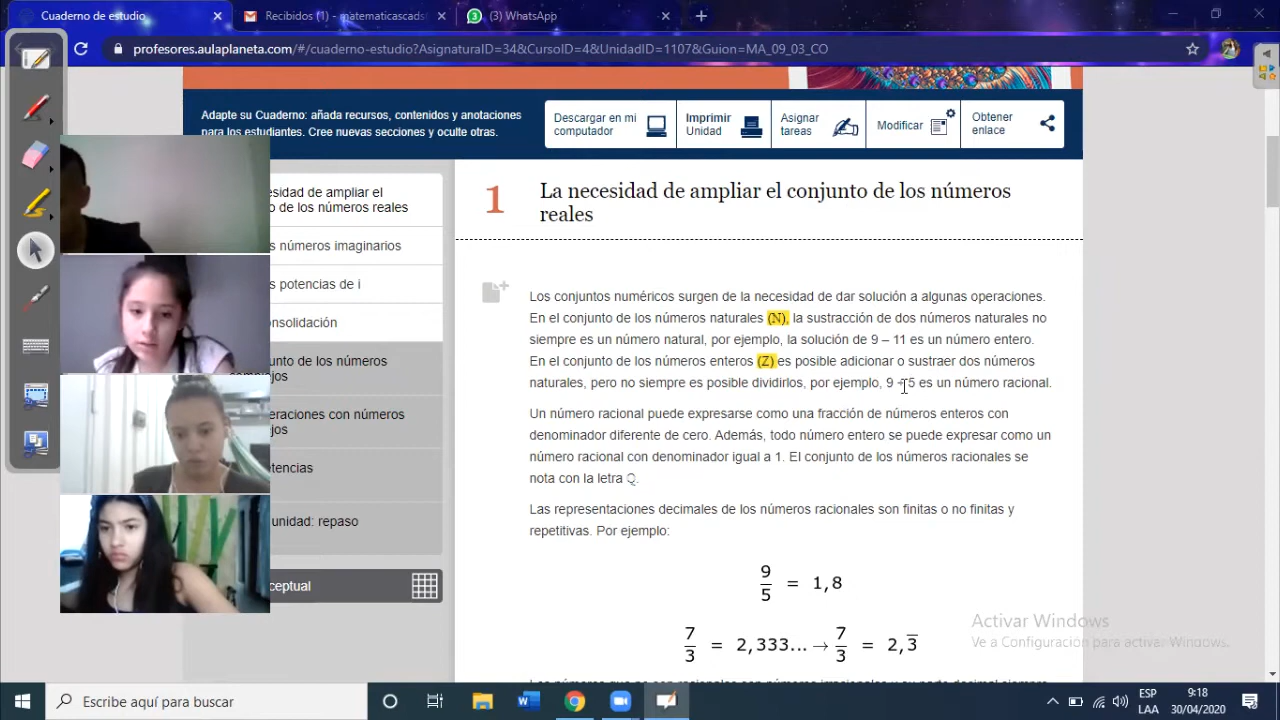 Cuaderno de estudio
Recibidos (1) - matematicascads
(3) WhatsApp
profesores.aulaplaneta.com/#/cuaderno-estudio?AsignaturaID=34&CursoID=4&UnidadID=1107&Guion=MA_09_03_CO
Adapte su Cuaderno: añada recursos, contenidos y anotaciones
para los estudiantes. Cree nuevas secciones y oculte otras.
Descargar en mi
computador
Imprimir
Unidad
Asignar
tareas
Modificar
Obtener
enlace
sidad de ampliar el
o de los números reales
s números imaginarios
s potencias de i
nsolidación
unto de los números
ejos
eraciones con números
ejos
tencias
unidad: repaso
ceptual
1
La necesidad de ampliar el conjunto de los números
reales
Los conjuntos numéricos surgen de la necesidad de dar solución a algunas operaciones.
En el conjunto de los números naturales (N), la sustracción de dos números naturales no
siempre es un número natural, por ejemplo, la solución de 9 – 11 es un número entero.
En el conjunto de los números enteros (Z) es posible adicionar o sustraer dos números
naturales, pero no siempre es posible dividirlos, por ejemplo, 9 ÷ 5 es un número racional.
Un número racional puede expresarse como una fracción de números enteros con
denominador diferente de cero. Además, todo número entero se puede expresar como un
número racional con denominador igual a 1. El conjunto de los números racionales se
nota con la letra Q.
Las representaciones decimales de los números racionales son finitas o no finitas y
repetitivas. Por ejemplo:
9/5 = 1,8
7/3 = 2,333... → 7/3 = 2,3̅
Activar Windows
Ve a Configuración para activar Windows.
Escribe aquí para buscar
ESP
LAA
9:18
30/04/2020